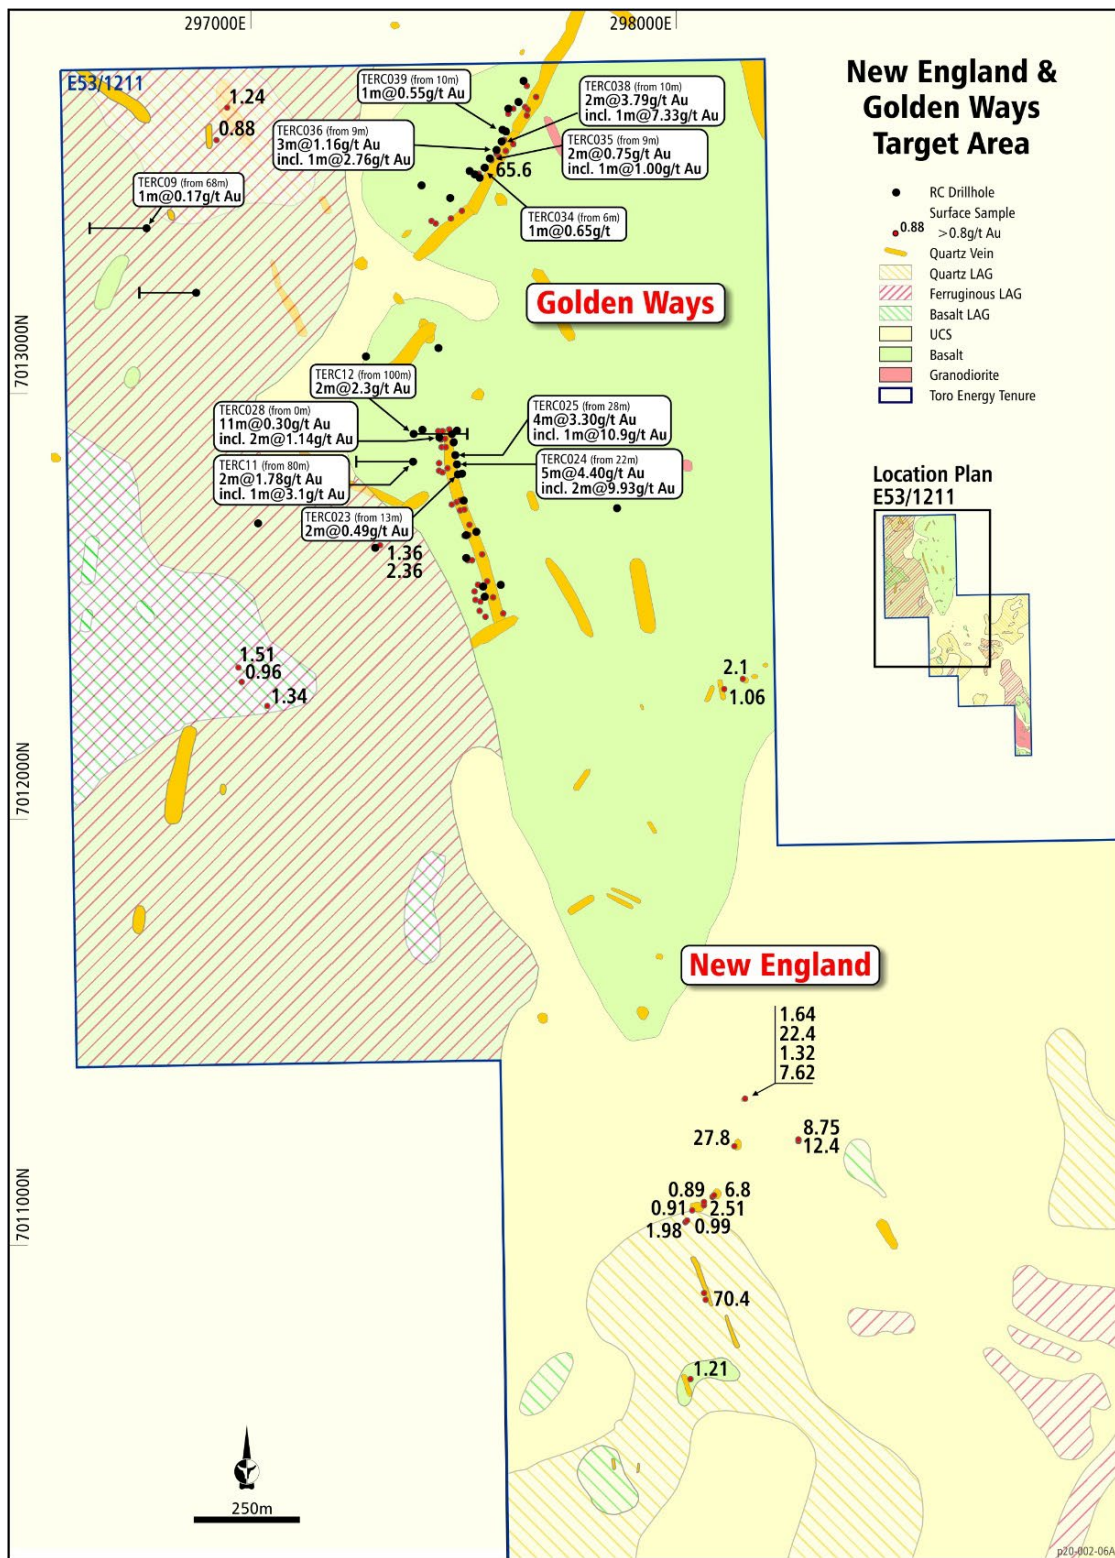 297000E
298000E
E53/1211
1.24
0.88
TERC039 (from 10m)
1m@0.55g/t Au
TERC038 (from 10m)
2m@3.79g/t Au
incl. 1m@7.33g/t Au
TERC036 (from 9m)
3m@1.16g/t Au
incl. 1m@2.76g/t Au
TERC035 (from 9m)
2m@0.75g/t Au
incl. 1m@1.00g/t Au
65.6
TERC09 (from 68m)
1m@0.17g/t Au
TERC034 (from 6m)
1m@0.65g/t
Golden Ways
7013000N
TERC12 (from 100m)
2m@2.3g/t Au
TERC028 (from 0m)
11m@0.30g/t Au
incl. 2m@1.14g/t Au
TERC025 (from 28m)
4m@3.30g/t Au
incl. 1m@10.9g/t Au
TERC11 (from 80m)
2m@1.78g/t Au
incl. 1m@3.1g/t Au
TERC024 (from 22m)
5m@4.40g/t Au
incl. 2m@9.93g/t Au
TERC023 (from 13m)
2m@0.49g/t Au
1.36
2.36
1.51
0.96
1.34
2.1
1.06
7012000N
New England
1.64
22.4
1.32
7.62
27.8
8.75
12.4
0.89
6.8
0.91
2.51
1.98
0.99
7011000N
70.4
1.21
250m
New England &
Golden Ways
Target Area
RC Drillhole
Surface Sample
0.88 >0.8g/t Au
Quartz Vein
Quartz LAG
Ferruginous LAG
Basalt LAG
UCS
Basalt
Granodiorite
Toro Energy Tenure
Location Plan
E53/1211
p20-002-06A